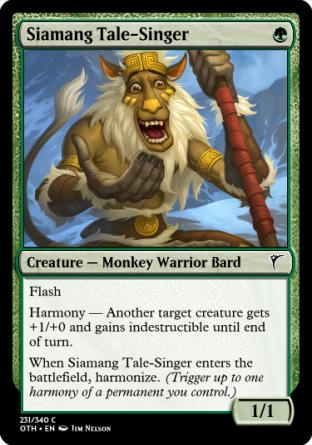 Siamang Tale-Singer
Creature — Monkey Warrior Bard
Flash
Harmony — Another target creature gets
+1/+0 and gains indestructible until end
of turn.
When Siamang Tale-Singer enters the
battlefield, harmonize. (Trigger up to one
harmony of a permanent you control.)
1/1
231/340 C
OTH • EN Jim Nelson